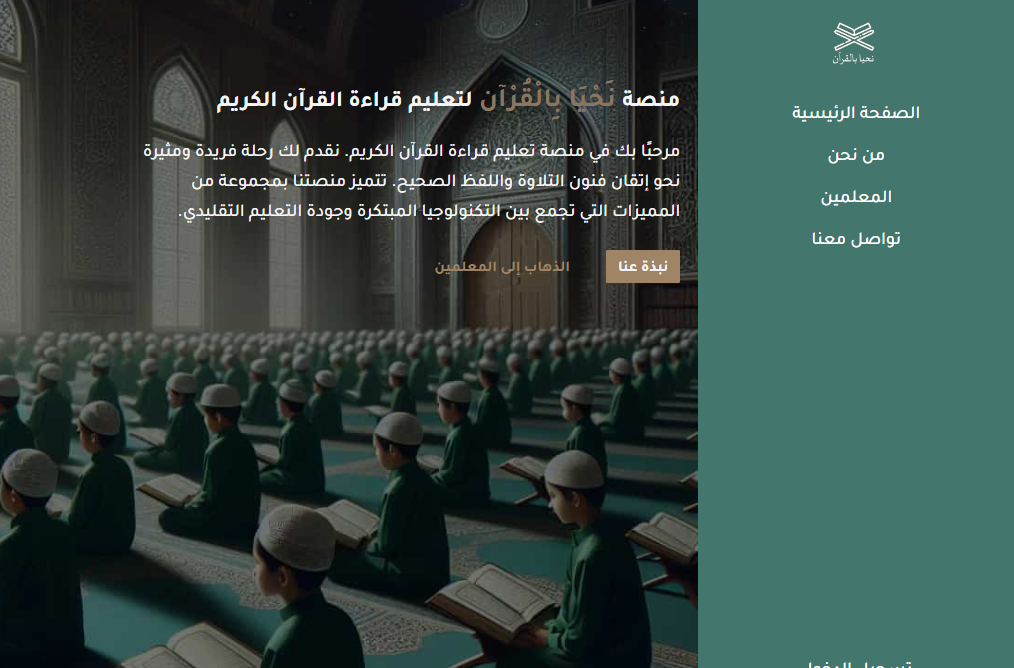 نحيا بالقرآن
الصفحة الرئيسية
من نحن
المعلمين
تواصل معنا
تسجيل الدخول
منصة نَحْيَا بِالْقُرْآن لتعليم قراءة القرآن الكريم
مرحبًا بك في منصة تعليم قراءة القرآن الكريم. نقدم لك رحلة فريدة ومثيرة
نحو إتقان فنون التلاوة واللفظ الصحيح. تتميز منصتنا بمجموعة من
المميزات التي تجمع بين التكنولوجيا المبتكرة وجودة التعليم التقليدي.
نبذة عنا
الذهاب إلى المعلمين